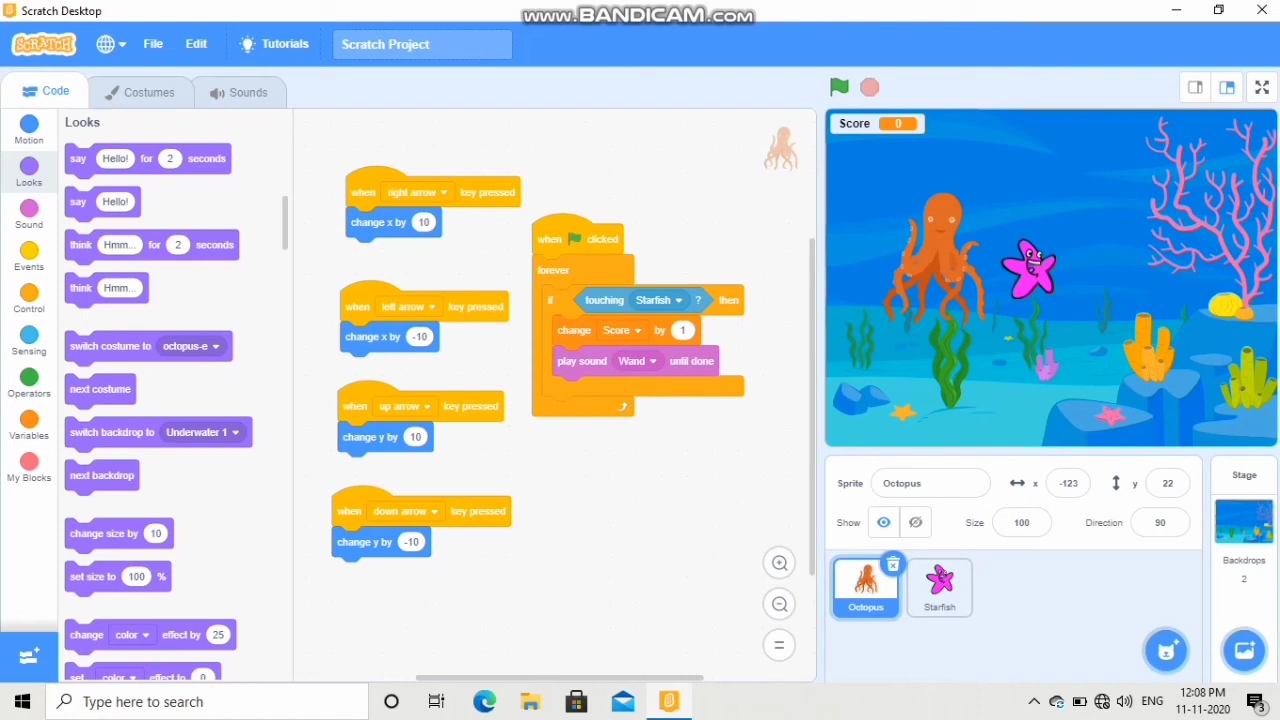 Scratch Desktop
www.BANDICAM.com
SCRATCH
File
Edit
Tutorials
Scratch Project
Code
Costumes
Sounds
Motion
Looks
Sound
Events
Control
Sensing
Operators
Variables
My Blocks
Looks
say Hello! for 2 seconds
say Hello!
think Hmm... for 2 seconds
think Hmm...
switch costume to octopus-e
next costume
switch backdrop to Underwater 1
next backdrop
change size by 10
set size to 100 %
change color effect by 25
set color effect to 0
when right arrow key pressed
change x by 10
when left arrow key pressed
change x by -10
when up arrow key pressed
change y by 10
when down arrow key pressed
change y by -10
when clicked
forever
if touching Starfish ? then
change Score by 1
play sound Wand until done
Score 0
Sprite Octopus x -123 y 22
Show Size 100 Direction 90
Octopus
Starfish
Stage
Backdrops
2
Type here to search
ENG
12:08 PM
11-11-2020
3